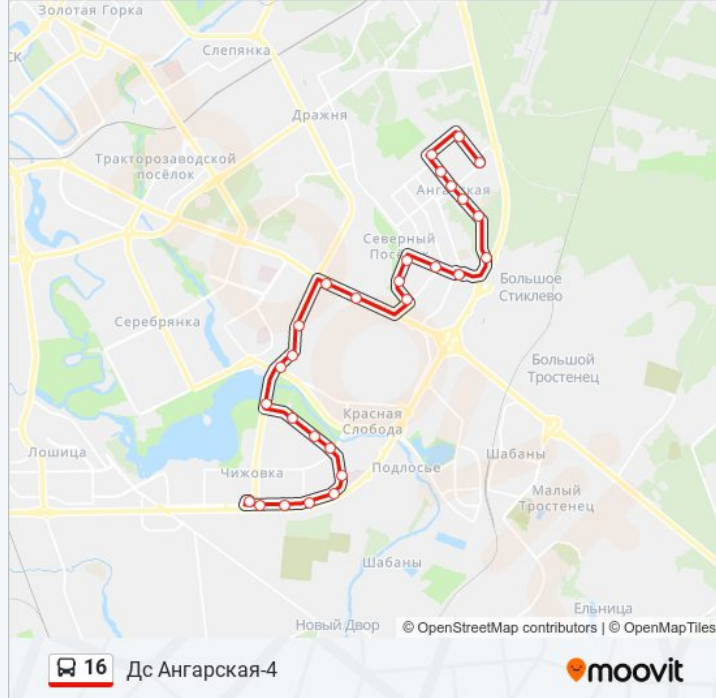 Золотая Горка
СК
Слепянка
Дражня
Тракторозаводской
посёлок
Ангарская
Северный
Посёлок
Большое
Стиклево
Серебрянка
Большой
Тростенец
Красная
Слобода
Лошица
Чижовка
Подлосье
Шабаны
Малый
Тростенец
Шабаны
Ельница
Новый Двор
© OpenStreetMap contributors | © OpenMapTiles
16 Дс Ангарская-4
moovit